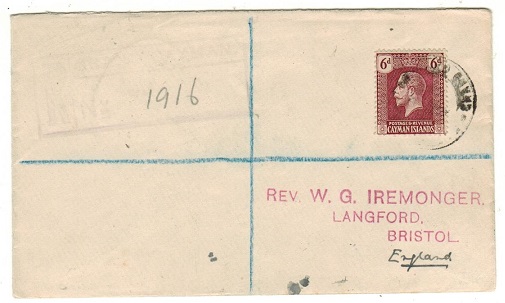 6d 6d
POSTAGE & REVENUE
CAYMAN ISLANDS
1916
REV. W. G. IREMONGER,
LANGFORD,
BRISTOL.
England